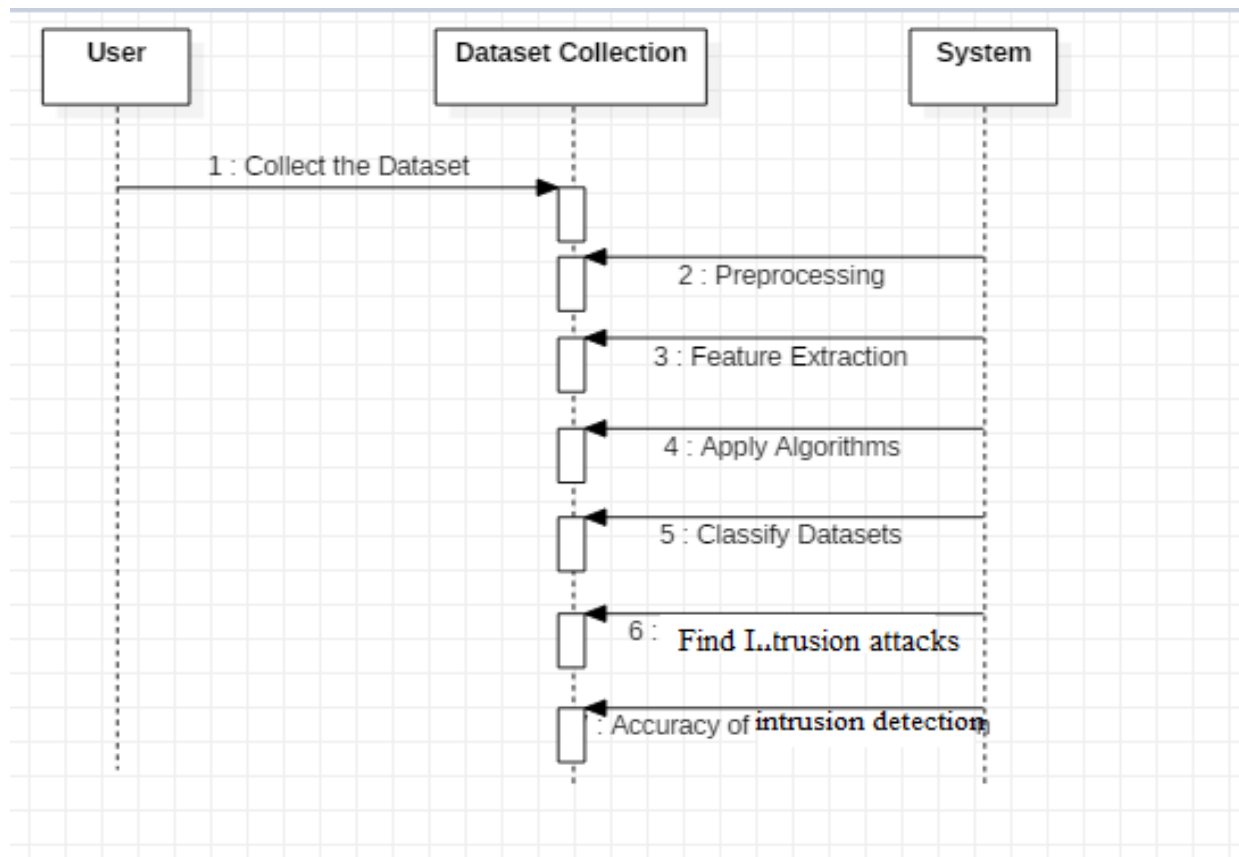 User
Dataset Collection
System
1 : Collect the Dataset
2 : Preprocessing
3 : Feature Extraction
4 : Apply Algorithms
5 : Classify Datasets
6 : Find I..trusion attacks
: Accuracy of intrusion detection